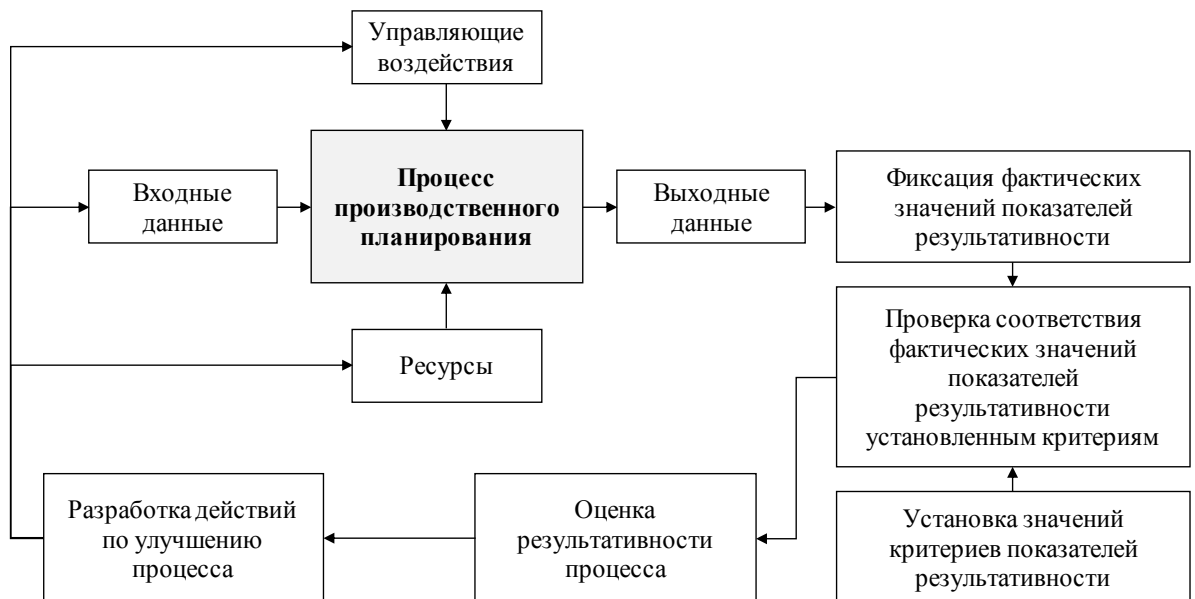 Управляющие
воздействия
Входные
данные
Процесс
производственного
планирования
Выходные
данные
Фиксация фактических
значений показателей
результативности
Ресурсы
Проверка соответствия
фактических значений
показателей
результативности
установленным критериям
Разработка действий
по улучшению
процесса
Оценка
результативности
процесса
Установка значений
критериев показателей
результативности